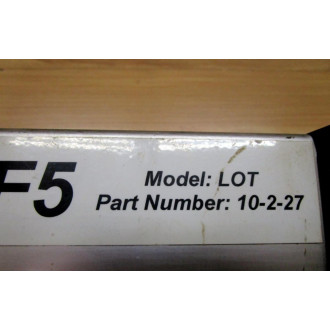 F5
Model: LOT
Part Number: 10-2-27